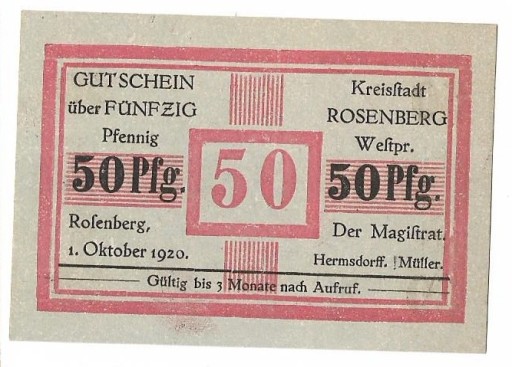 GUTSCHEIN
über FÜNFZIG
Pfennig
50 Pfg.
Roſenberg,
1. Oktober 1920.
50
Kreisſtadt
ROSENBERG
Weſtpr.
50 Pfg.
Der Magiſtrat.
Hermsdorff. Müller.
Gültig bis 3 Monate nach Aufruf.